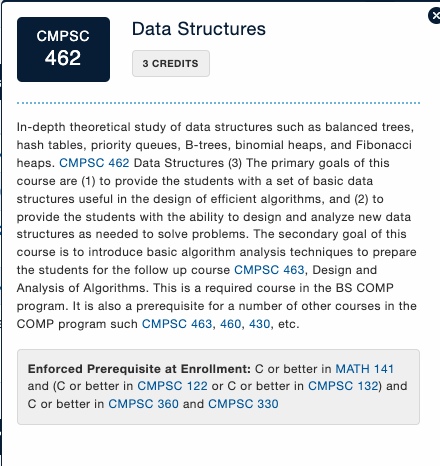 CMPSC
462
Data Structures
3 CREDITS
In-depth theoretical study of data structures such as balanced trees,
hash tables, priority queues, B-trees, binomial heaps, and Fibonacci
heaps. CMPSC 462 Data Structures (3) The primary goals of this
course are (1) to provide the students with a set of basic data
structures useful in the design of efficient algorithms, and (2) to
provide the students with the ability to design and analyze new data
structures as needed to solve problems. The secondary goal of this
course is to introduce basic algorithm analysis techniques to prepare
the students for the follow up course CMPSC 463, Design and
Analysis of Algorithms. This is a required course in the BS COMP
program. It is also a prerequisite for a number of other courses in the
COMP program such CMPSC 463, 460, 430, etc.
Enforced Prerequisite at Enrollment: C or better in MATH 141
and (C or better in CMPSC 122 or C or better in CMPSC 132) and
C or better in CMPSC 360 and CMPSC 330